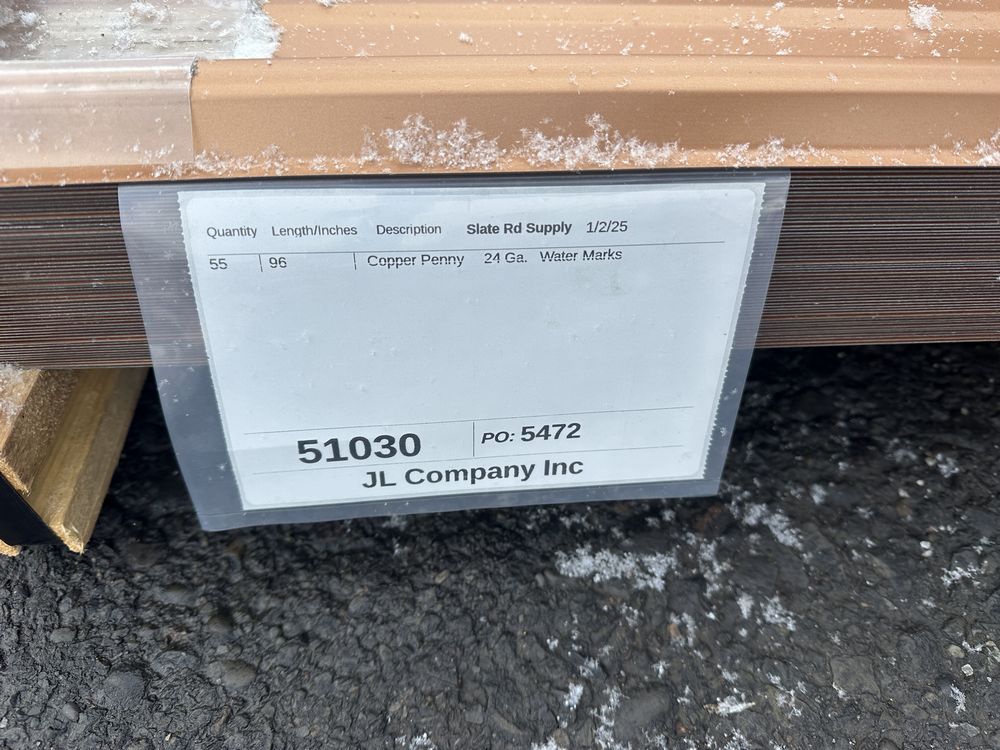 Quantity Length/Inches Description Slate Rd Supply 1/2/25
55 96 Copper Penny 24 Ga. Water Marks
51030 PO: 5472
JL Company Inc